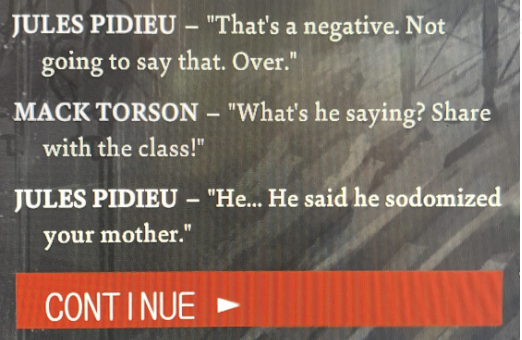 JULES PIDIEU – "That's a negative. Not
going to say that. Over."
MACK TORSON – "What's he saying? Share
with the class!"
JULES PIDIEU – "He... He said he sodomized
your mother."
CONTINUE ►